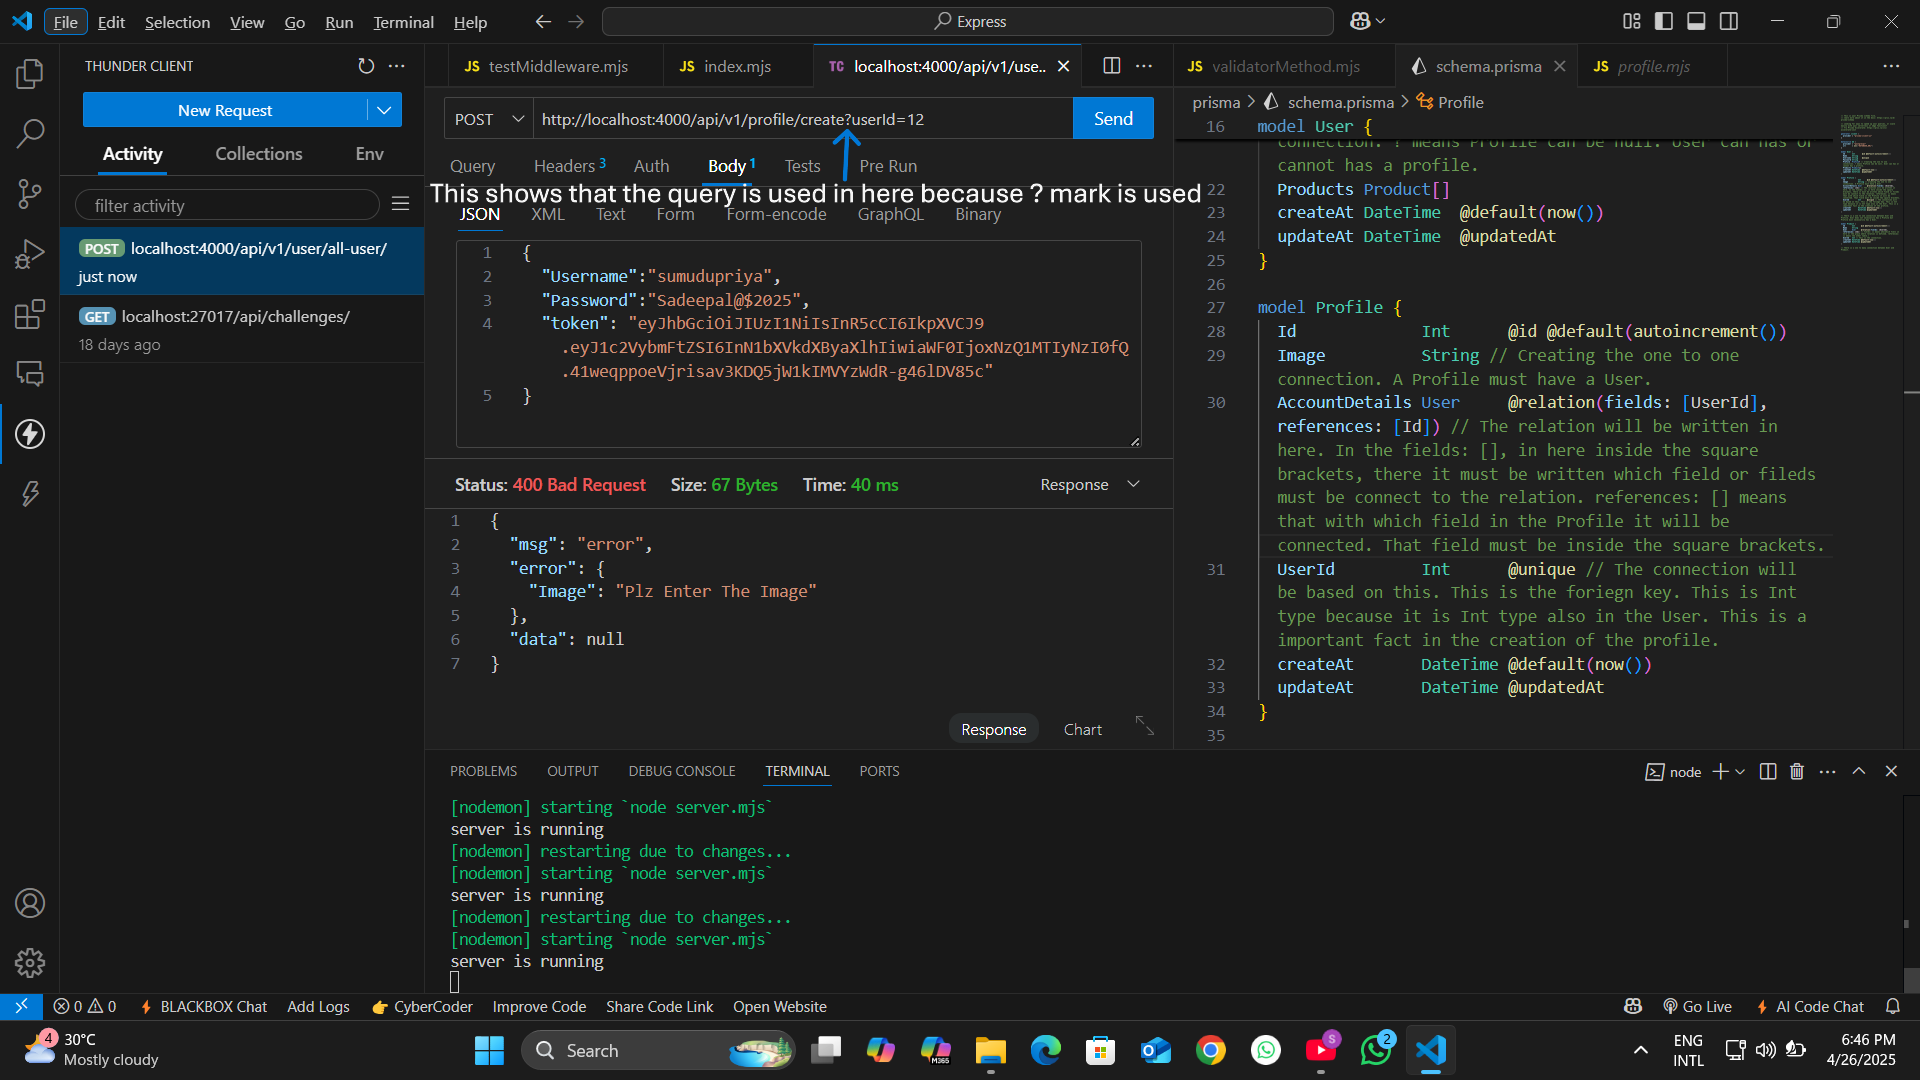 File Edit Selection View Go Run Terminal Help
Express
THUNDER CLIENT
New Request
Activity Collections Env
filter activity
POST localhost:4000/api/v1/user/all-user/
just now
GET localhost:27017/api/challenges/
18 days ago
JS testMiddleware.mjs JS index.mjs TC localhost:4000/api/v1/use..
POST http://localhost:4000/api/v1/profile/create?userId=12 Send
Query Headers 3 Auth Body 1 Tests Pre Run
This shows that the query is used in here because ? mark is used
JSON XML Text Form Form-encode GraphQL Binary
1 {
2 "Username":"sumudupriya",
3 "Password":"Sadeepal@$2025",
4 "token": "eyJhbGciOiJIUzI1NiIsInR5cCI6IkpXVCJ9
.eyJ1c2VybmFtZSI6InN1bXVkdXByaXlhIiwiaWF0IjoxNzQ1MTIyNzI0fQ
.41weqppoeVjrisav3KDQ5jW1kIMVYzWdR-g46lDV85c"
5 }
Status: 400 Bad Request Size: 67 Bytes Time: 40 ms Response
1 {
2 "msg": "error",
3 "error": {
4 "Image": "Plz Enter The Image"
5 },
6 "data": null
7 }
Response Chart
JS validatorMethod.mjs schema.prisma JS profile.mjs
prisma > schema.prisma > Profile
16 model User {
connection. ? means Profile can be null. User can has or
cannot has a profile.
22 Products Product[]
23 createAt DateTime @default(now())
24 updateAt DateTime @updatedAt
25 }
26
27 model Profile {
28 Id Int @id @default(autoincrement())
29 Image String // Creating the one to one
connection. A Profile must have a User.
30 AccountDetails User @relation(fields: [UserId],
references: [Id]) // The relation will be written in
here. In the fields: [], in here inside the square
brackets, there it must be written which field or fileds
must be connect to the relation. references: [] means
that with which field in the Profile it will be
connected. That field must be inside the square brackets.
31 UserId Int @unique // The connection will
be based on this. This is the foriegn key. This is Int
type because it is Int type also in the User. This is a
important fact in the creation of the profile.
32 createAt DateTime @default(now())
33 updateAt DateTime @updatedAt
34 }
35
PROBLEMS OUTPUT DEBUG CONSOLE TERMINAL PORTS
node
[nodemon] starting `node server.mjs`
server is running
[nodemon] restarting due to changes...
[nodemon] starting `node server.mjs`
server is running
[nodemon] restarting due to changes...
[nodemon] starting `node server.mjs`
server is running
0 0 BLACKBOX Chat Add Logs CyberCoder Improve Code Share Code Link Open Website
Go Live AI Code Chat
4 30°C
Mostly cloudy
Search
M365
S
2
ENG
INTL
6:46 PM
4/26/2025